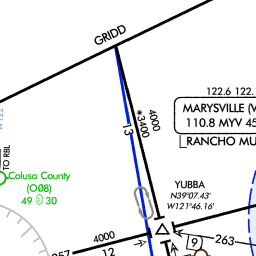 GRIDD
122.6 122.
MARYSVILLE (V
110.8 MYV 45
RANCHO MU
4000
*3400
13
TO RBL
Colusa County
(O08)
49 30
YUBBA
N39°07.43'
W121°46.16'
4000
257
12
9
263